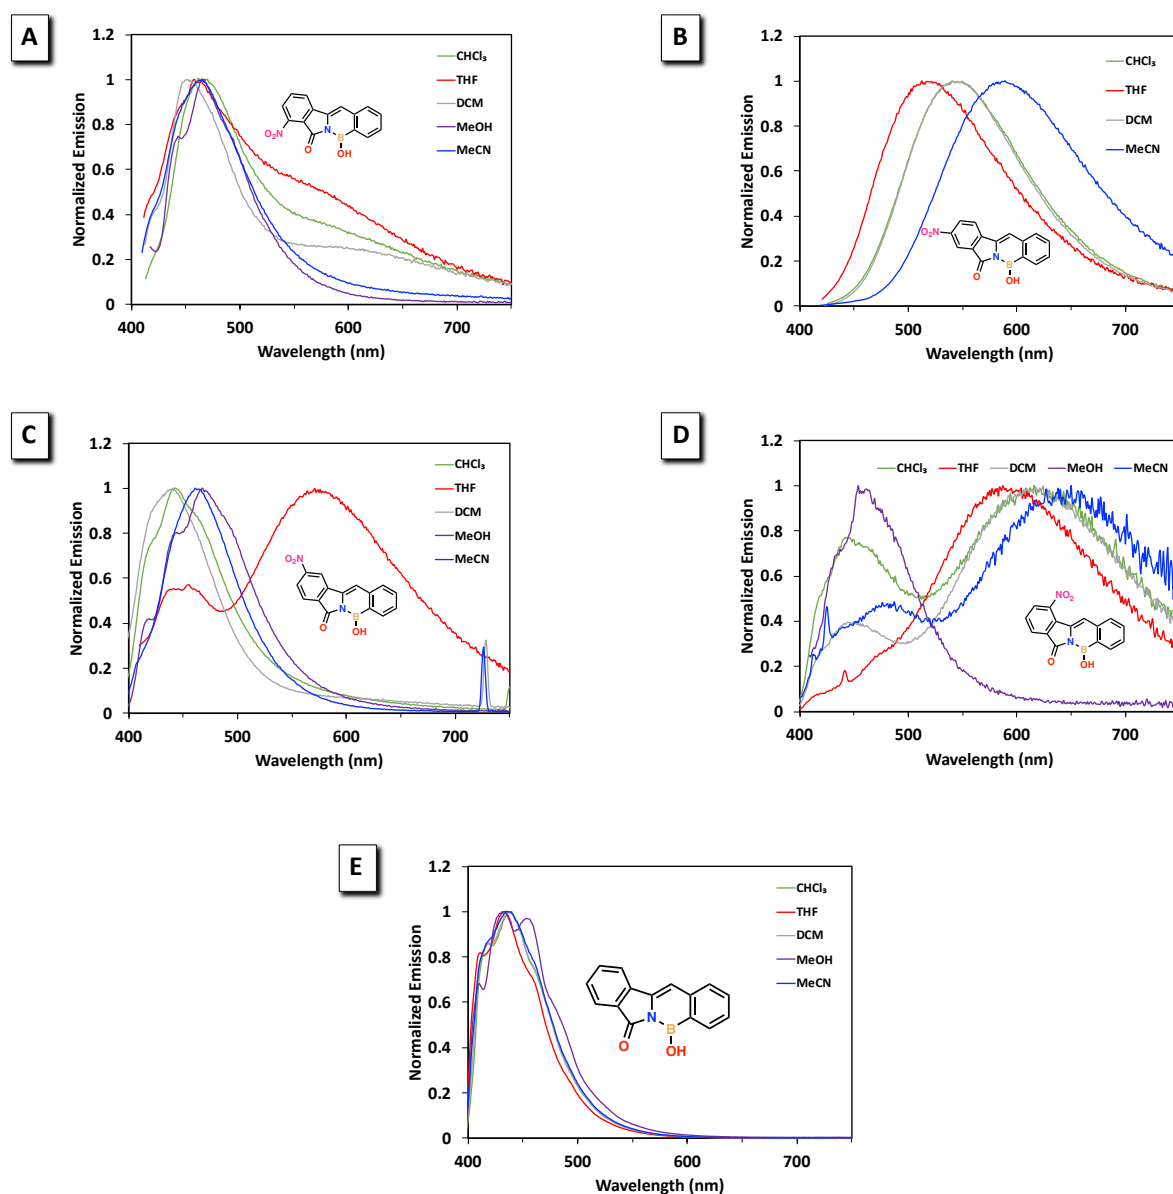 A
Normalized Emission
1.2
1
0.8
0.6
0.4
0.2
0
400
500
600
700
Wavelength (nm)
CHCl₃
THF
DCM
MeOH
MeCN
O₂N
O
N
B
OH
B
Normalized Emission
1.2
1
0.8
0.6
0.4
0.2
0
400
500
600
700
Wavelength (nm)
CHCl₃
THF
DCM
MeCN
O₂N
O
N
B
OH
C
Normalized Emission
1.2
1
0.8
0.6
0.4
0.2
0
400
500
600
700
Wavelength (nm)
CHCl₃
THF
DCM
MeOH
MeCN
O₂N
O
N
B
OH
D
Normalized Emission
1.2
1
0.8
0.6
0.4
0.2
0
400
500
600
700
Wavelength (nm)
CHCl₃ THF DCM MeOH MeCN
NO₂
O
N
B
OH
E
Normalized Emission
1.2
1
0.8
0.6
0.4
0.2
0
400
500
600
700
Wavelength (nm)
CHCl₃
THF
DCM
MeOH
MeCN
O
N
B
OH